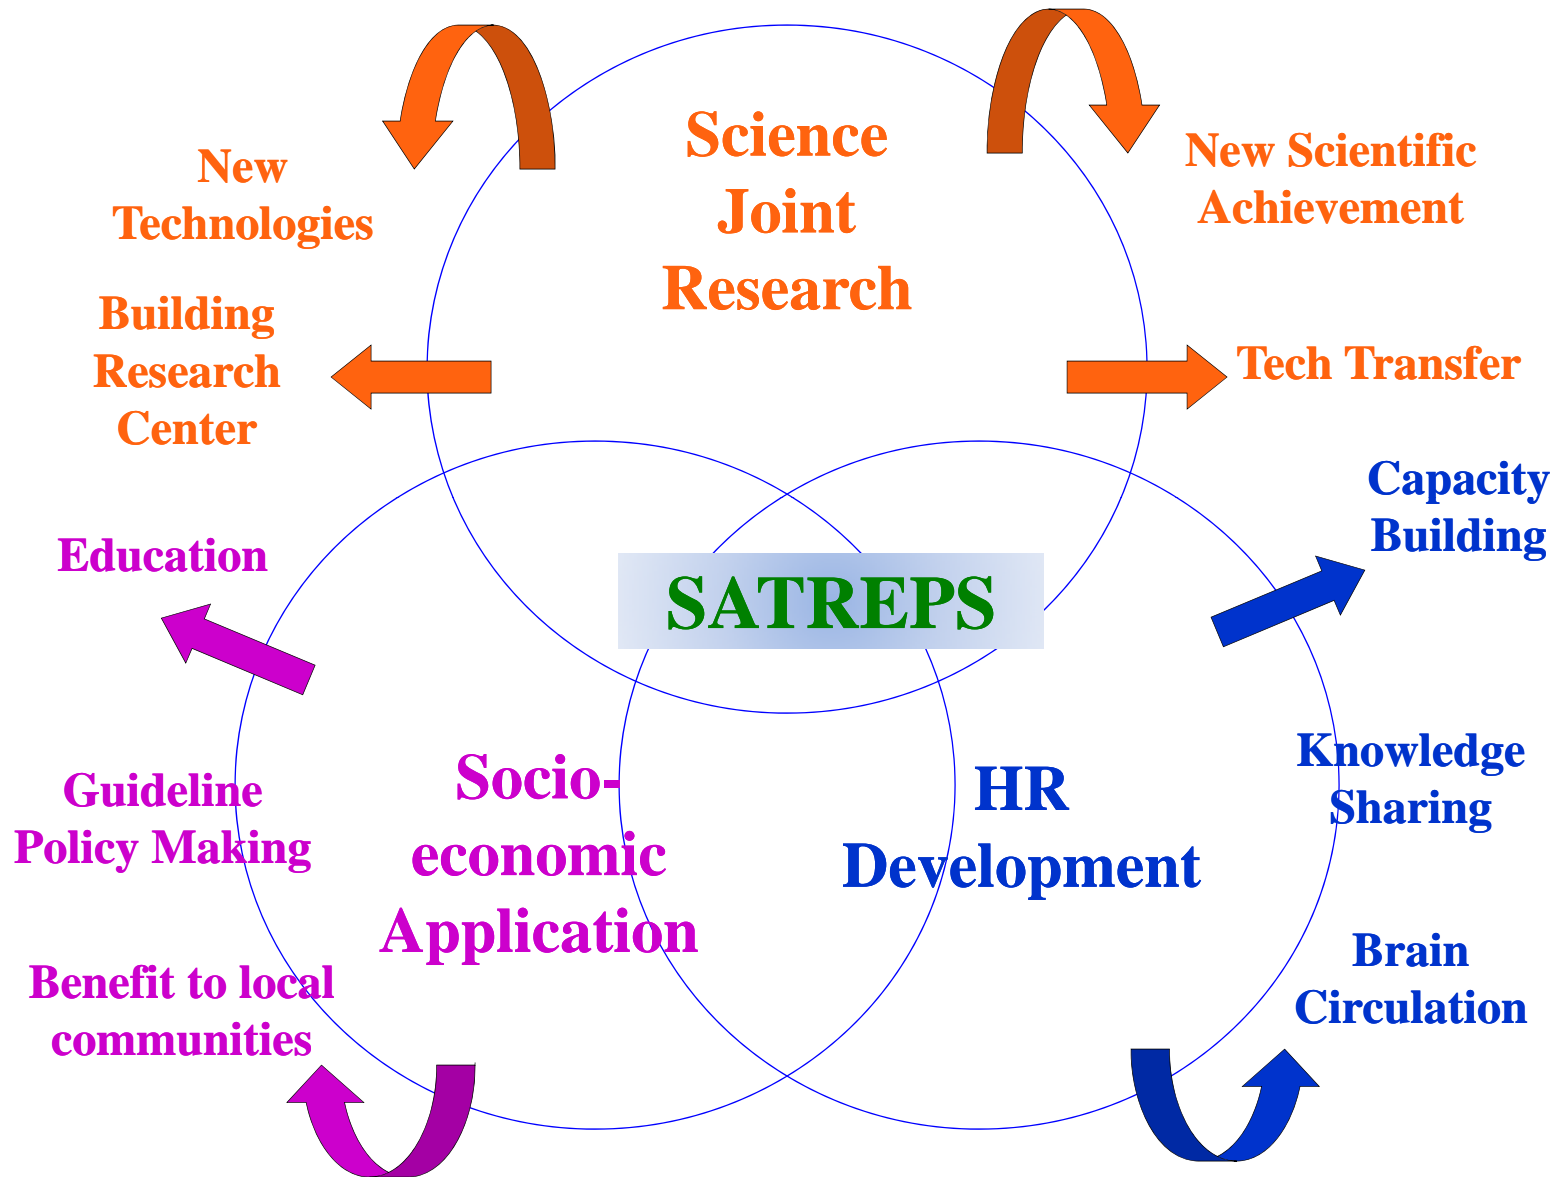 Science
Joint
Research
New
Technologies
New Scientific
Achievement
Building
Research
Center
Tech Transfer
Capacity
Building
Education
SATREPS
Socio-
economic
Application
HR
Development
Knowledge
Sharing
Guideline
Policy Making
Brain
Circulation
Benefit to local
communities